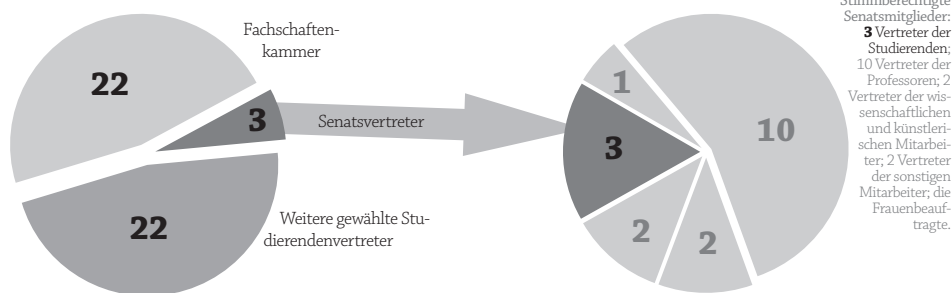 22
Fachschaften-
kammer
3
Senatsvertreter
22
Weitere gewählte Stu-
dierendenvertreter
1
10
3
2
2
Stimmberechtigte
Senatsmitglieder:
3 Vertreter der
Studierenden;
10 Vertreter der
Professoren; 2
Vertreter der wis-
senschaftlichen
und künstleri-
schen Mitarbei-
ter; 2 Vertreter
der sonstigen
Mitarbeiter; die
Frauenbeauf-
tragte.